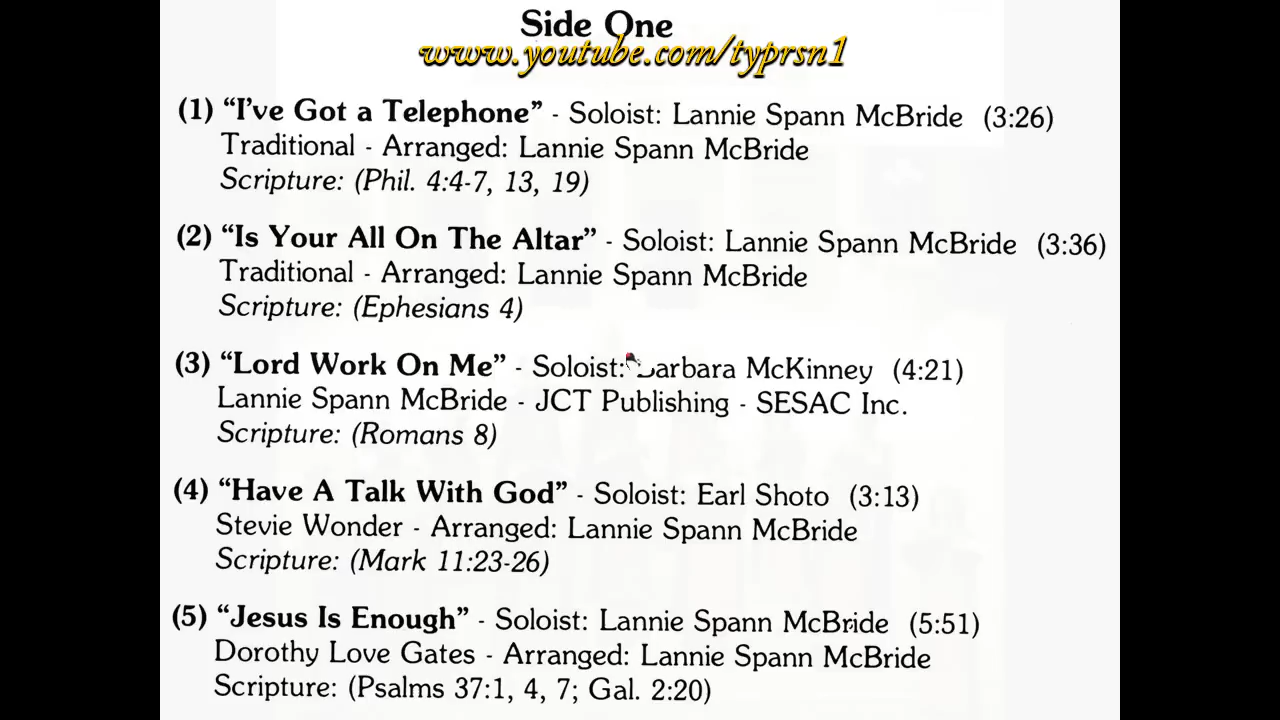 Side One
www.youtube.com/typrsn1
(1) “I’ve Got a Telephone” - Soloist: Lannie Spann McBride (3:26)
Traditional - Arranged: Lannie Spann McBride
Scripture: (Phil. 4:4-7, 13, 19)
(2) “Is Your All On The Altar” - Soloist: Lannie Spann McBride (3:36)
Traditional - Arranged: Lannie Spann McBride
Scripture: (Ephesians 4)
(3) “Lord Work On Me” - Soloist: Barbara McKinney (4:21)
Lannie Spann McBride - JCT Publishing - SESAC Inc.
Scripture: (Romans 8)
(4) “Have A Talk With God” - Soloist: Earl Shoto (3:13)
Stevie Wonder - Arranged: Lannie Spann McBride
Scripture: (Mark 11:23-26)
(5) “Jesus Is Enough” - Soloist: Lannie Spann McBride (5:51)
Dorothy Love Gates - Arranged: Lannie Spann McBride
Scripture: (Psalms 37:1, 4, 7; Gal. 2:20)